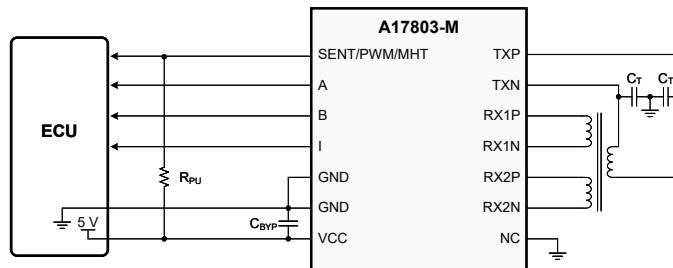 A17803-M
ECU
SENT/PWM/MHT
A
B
I
GND
GND
VCC
TXP
TXN
RX1P
RX1N
RX2P
RX2N
NC
RPU
CBYP
5 V
CT
CT